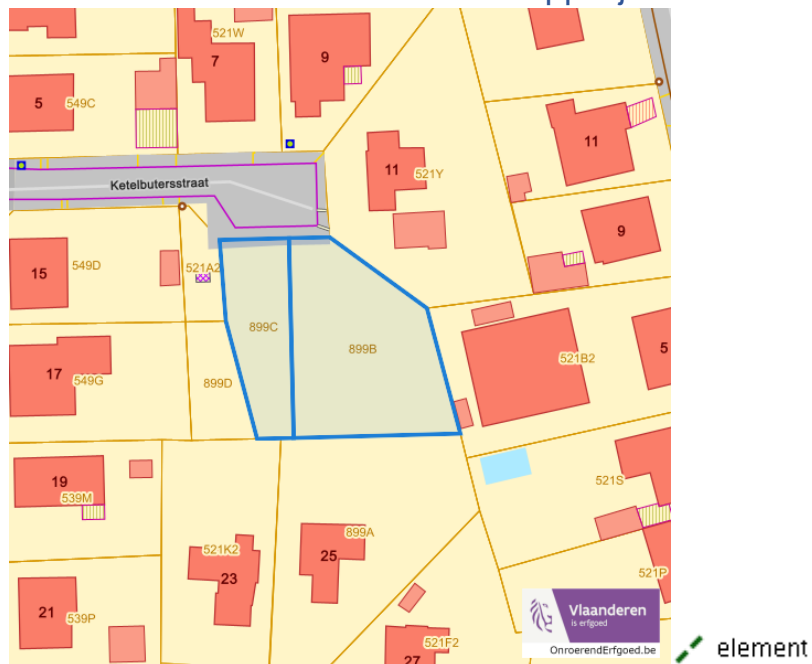 521W
7
9
5
549C
11
11
521Y
Ketelbutersstraat
9
15
549D
521A2
899C
899B
5
521B2
17
549G
899D
19
539M
521S
899A
25
521K2
23
521P
21
539P
521F2
27
Vlaanderen
is erfgoed
OnroerendErfgoed.be
element